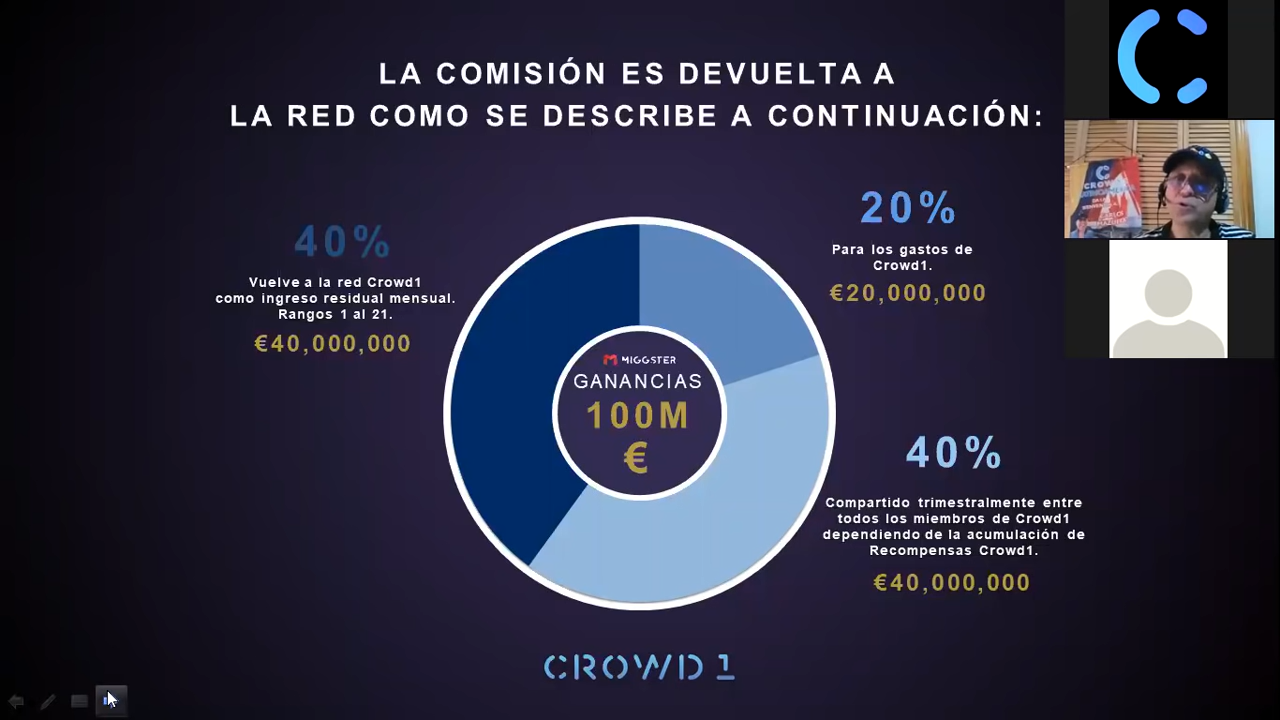 LA COMISIÓN ES DEVUELTA A
LA RED COMO SE DESCRIBE A CONTINUACIÓN:
40%
Vuelve a la red Crowd1
como ingreso residual mensual.
Rangos 1 al 21.
€40,000,000
20%
Para los gastos de
Crowd1.
€20,000,000
MIGGSTER
GANANCIAS
100M
€
40%
Compartido trimestralmente entre
todos los miembros de Crowd1
dependiendo de la acumulación de
Recompensas Crowd1.
€40,000,000
CROWD 1